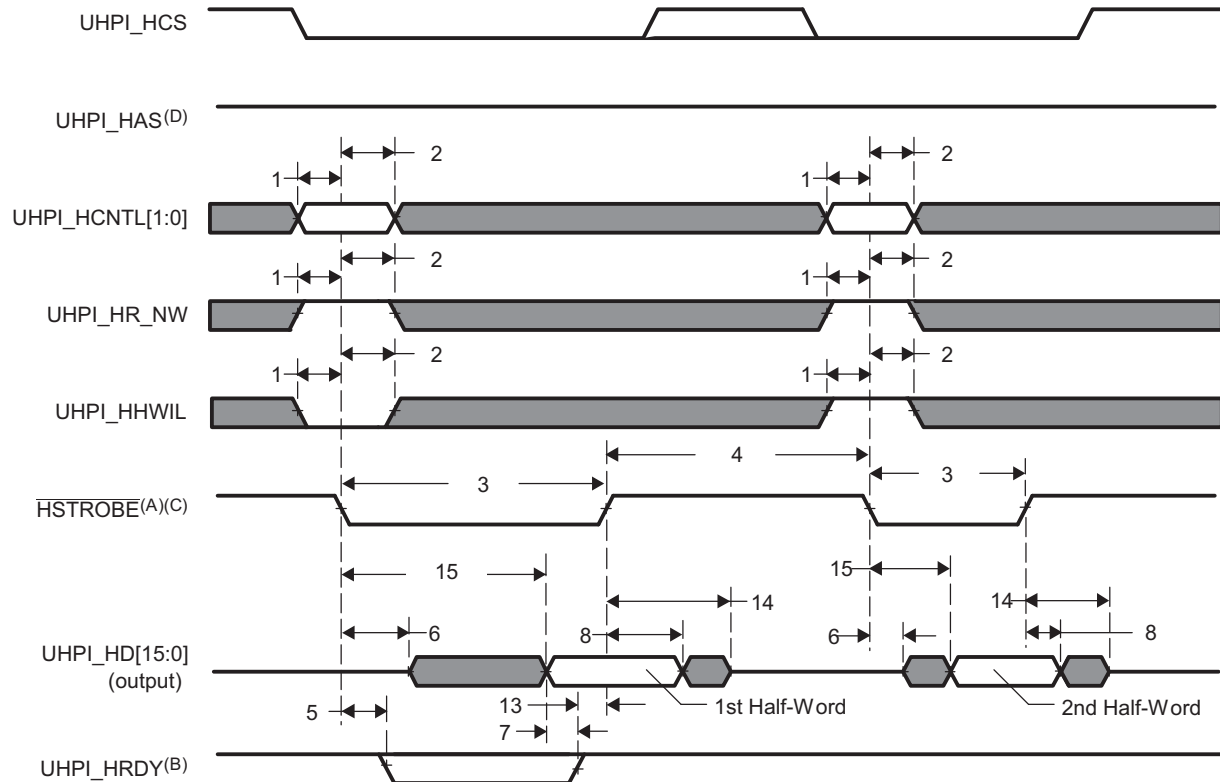 UHPI_HCS
UHPI_HAS(D)
2
2
1
1
UHPI_HCNTL[1:0]
2
2
1
1
UHPI_HR_NW
2
2
1
1
UHPI_HHWIL
4
3
3
HSTROBE(A)(C)
15
15
14
14
6
8
6
8
UHPI_HD[15:0]
(output)
5
13
1st Half-Word
2nd Half-Word
7
UHPI_HRDY(B)